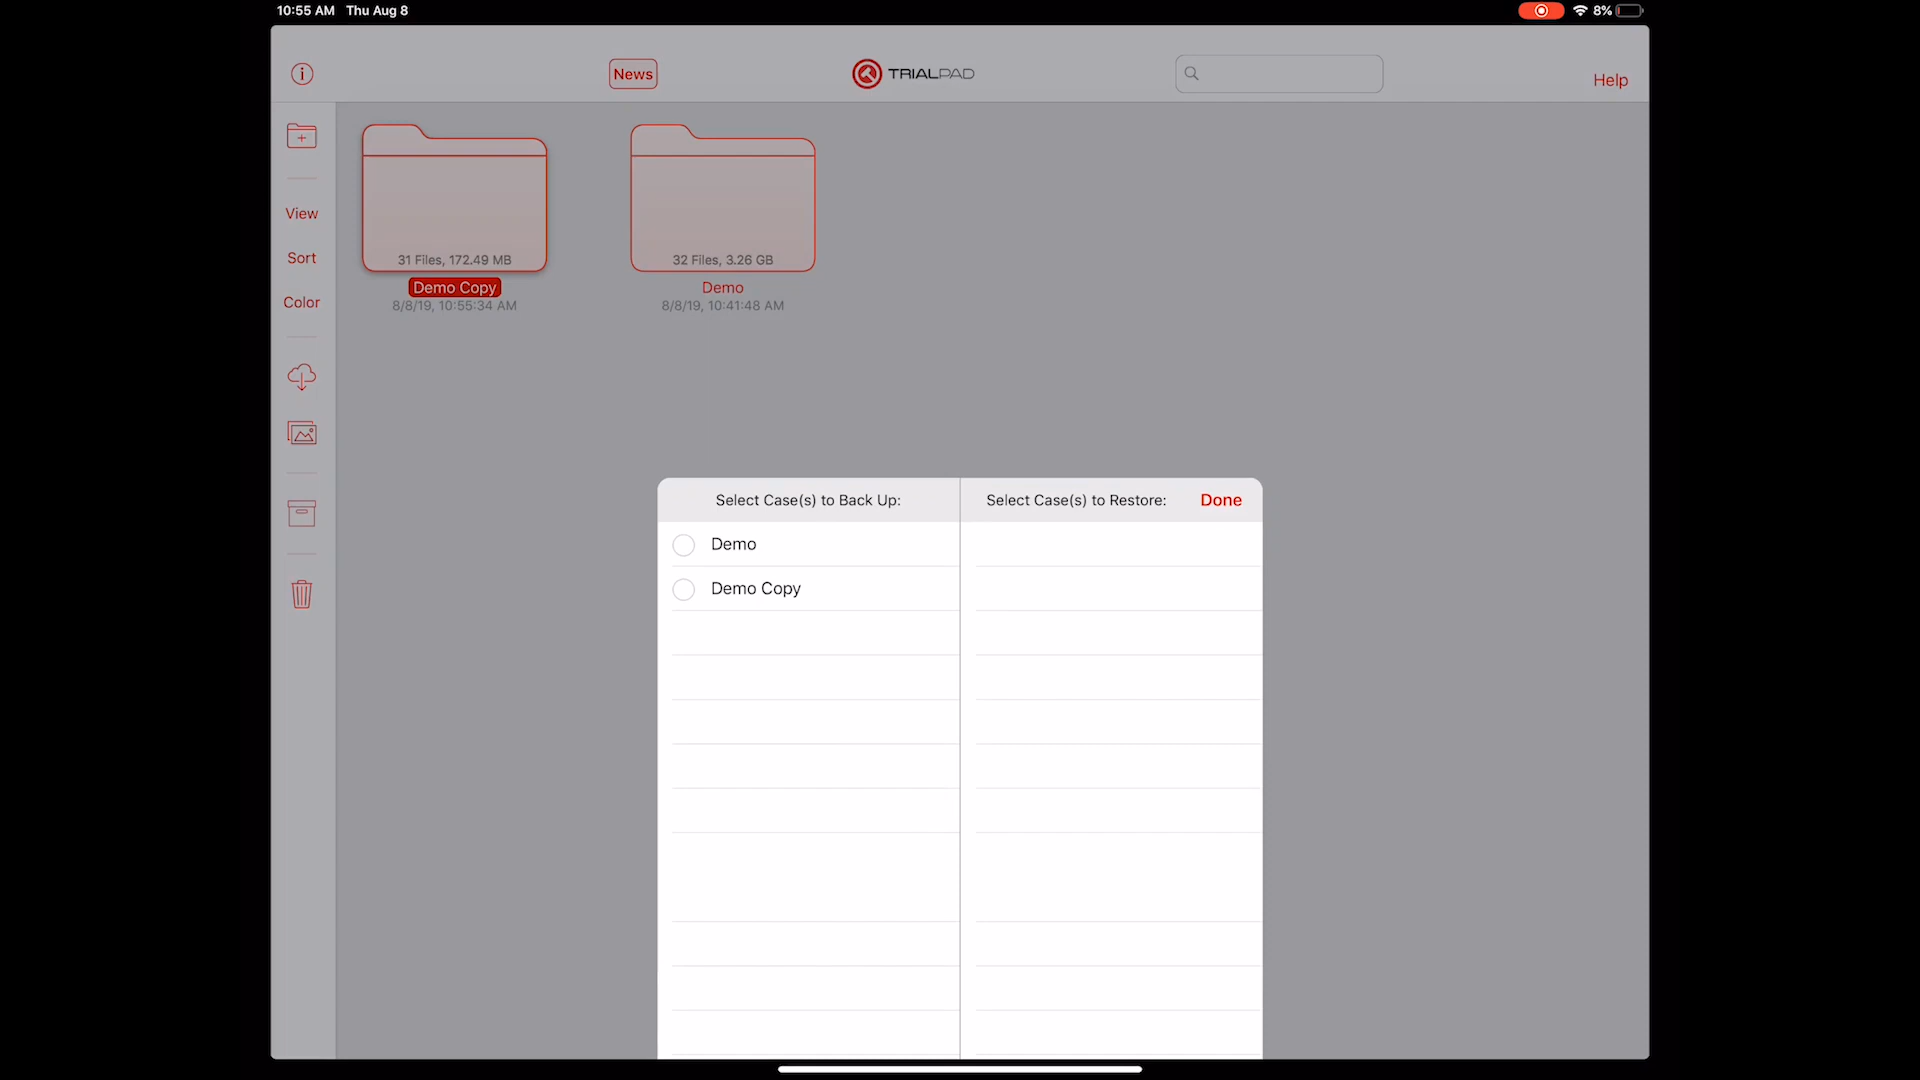 10:55 AM Thu Aug 8
8%
News
TRIALPAD
Help
View
Sort
Color
31 Files, 172.49 MB
Demo Copy
8/8/19, 10:55:34 AM
32 Files, 3.26 GB
Demo
8/8/19, 10:41:48 AM
Select Case(s) to Back Up:
Select Case(s) to Restore:
Done
Demo
Demo Copy